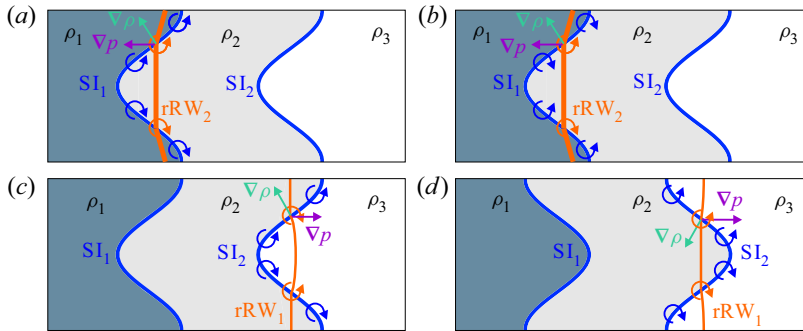 (a) ρ₁ ∇ρ ρ₂ ρ₃
∇p
SI₁ SI₂
rRW₂
(b) ρ₁ ∇ρ ρ₂ ρ₃
∇p
SI₁ SI₂
rRW₂
(c) ρ₁ ρ₂ ∇ρ ρ₃
∇p
SI₁ SI₂
rRW₁
(d) ρ₁ ρ₂ ∇p ρ₃
∇ρ
SI₁ SI₂
rRW₁